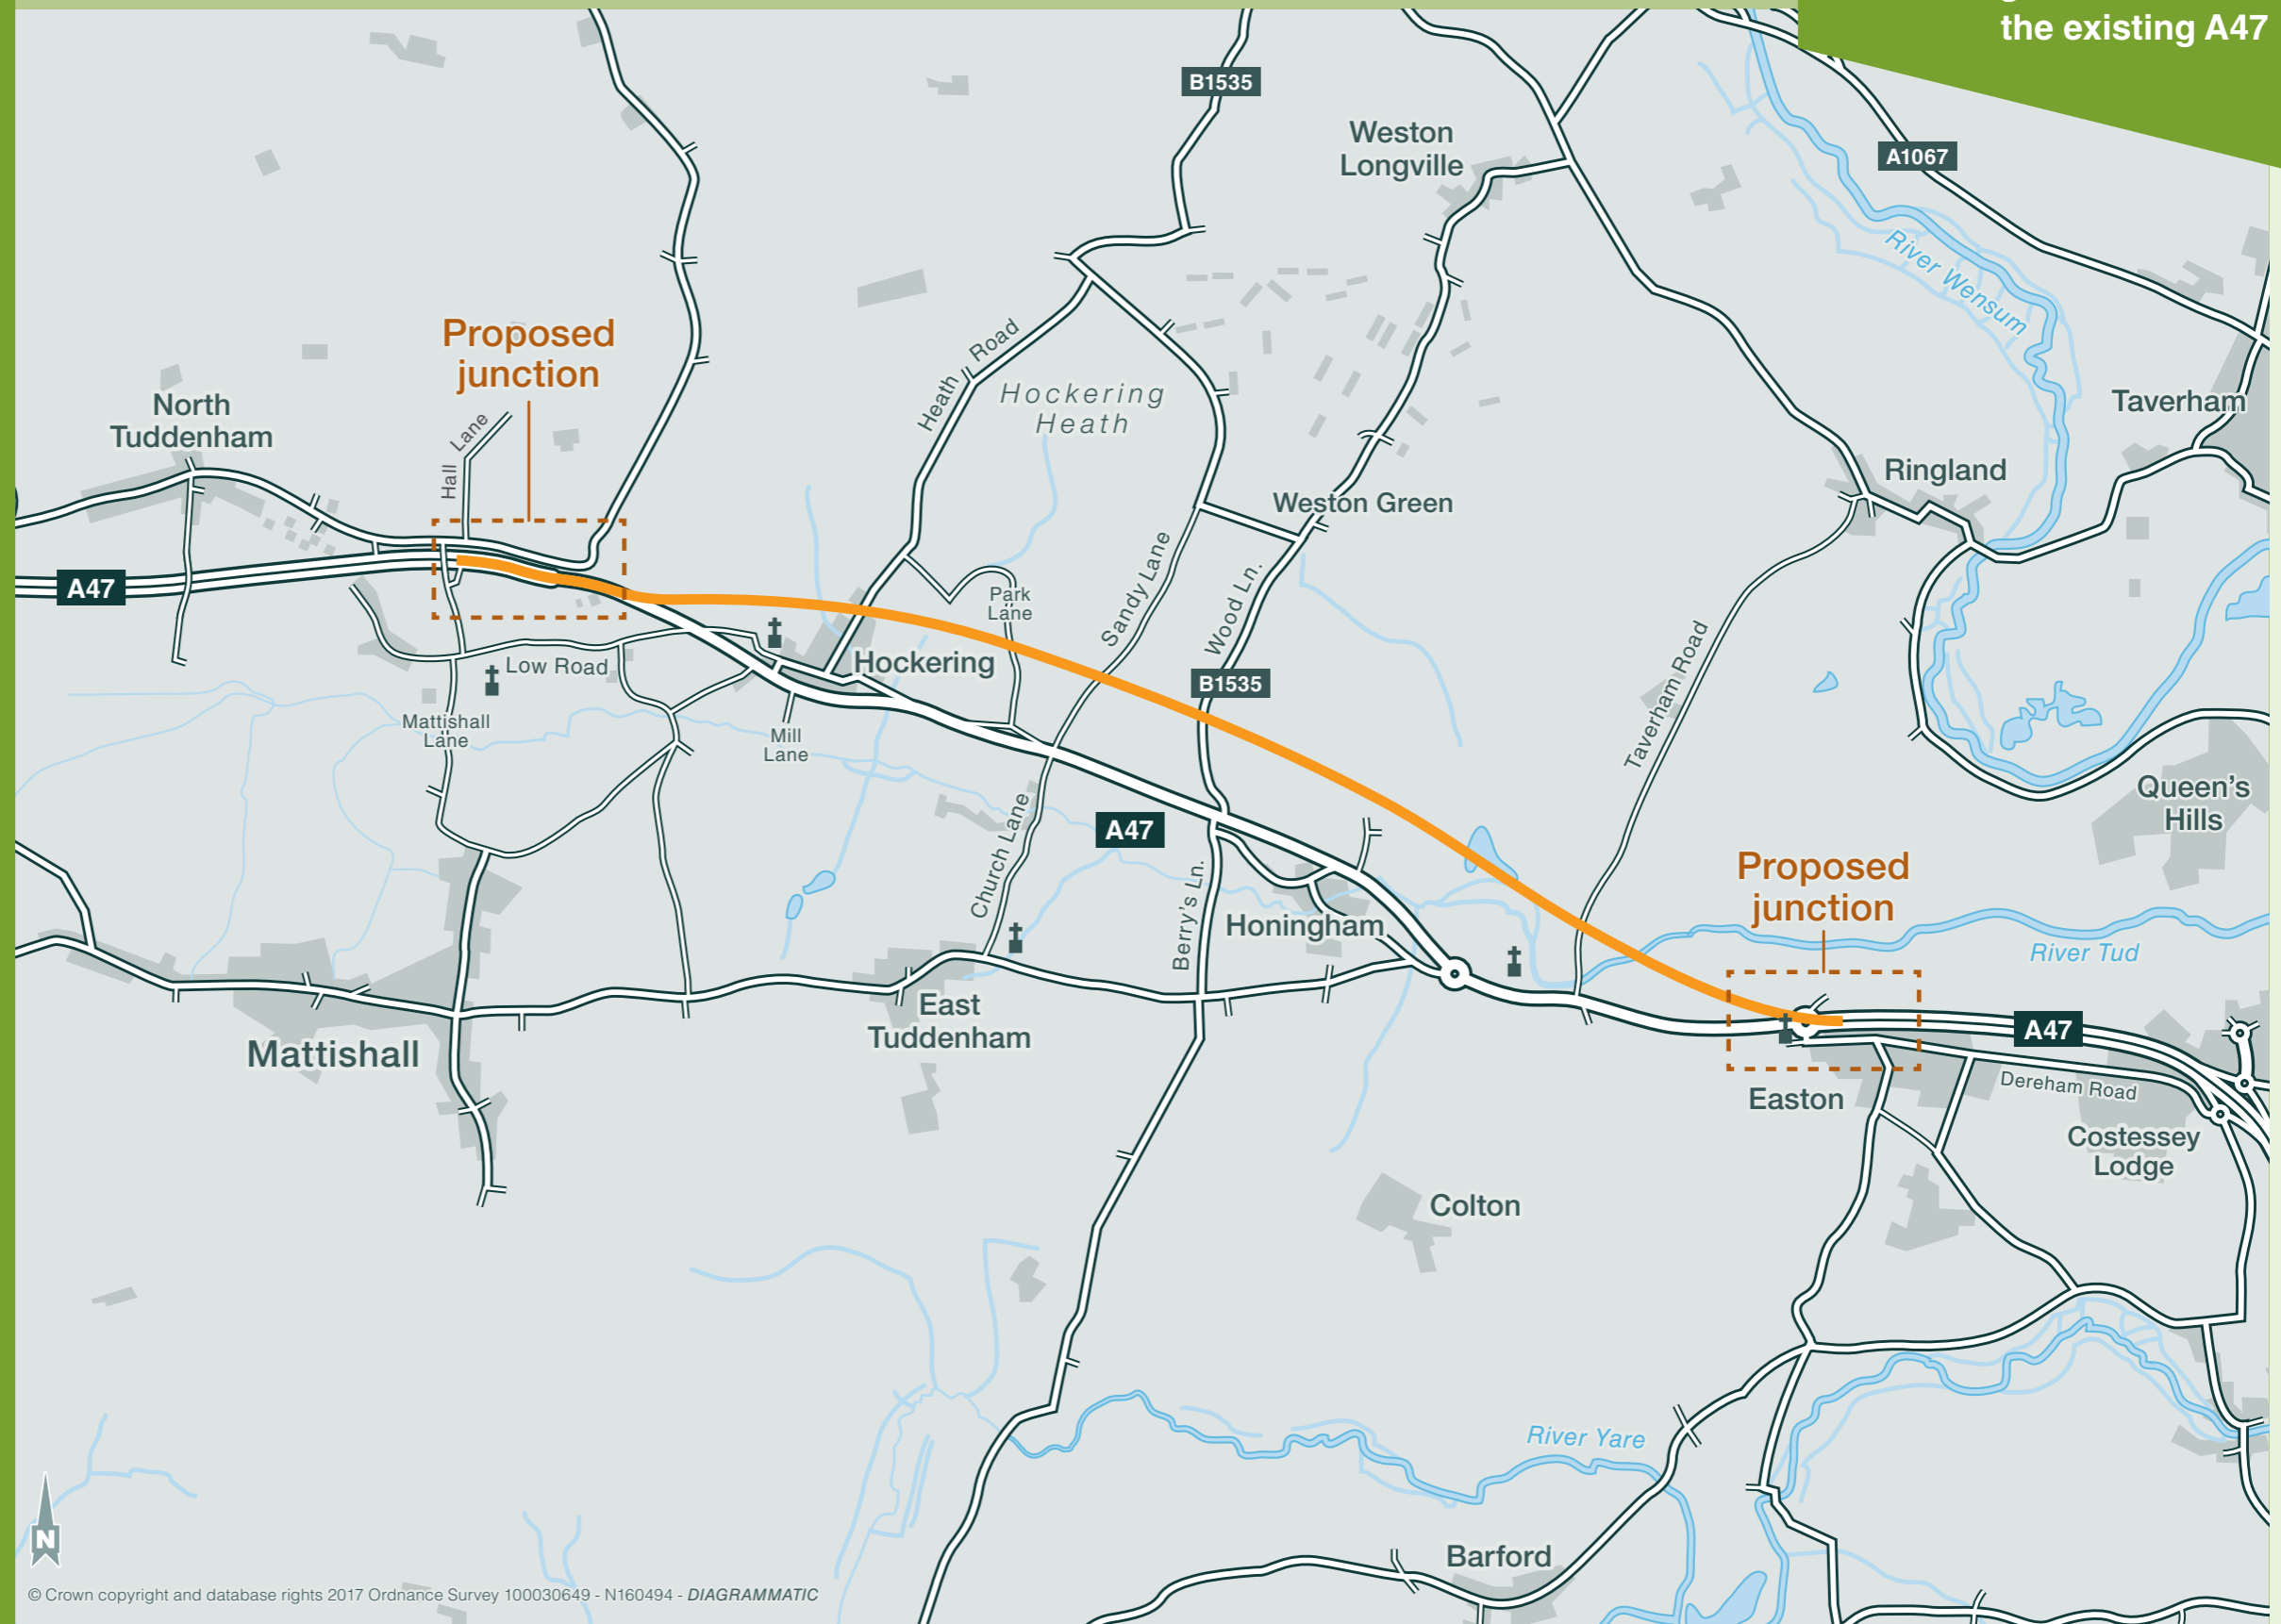 the existing A47
B1535
Weston
Longville
A1067
River Wensum
Proposed
junction
Heath Road
Hockering
Heath
North
Tuddenham
Hall Lane
Taverham
Ringland
Weston Green
A47
Park
Lane
Sandy Lane
Wood Ln.
Low Road
Hockering
B1535
Taverham Road
Mattishall
Lane
Mill
Lane
Queen's
Hills
A47
Church Lane
Berry's Ln.
Honingham
Proposed
junction
River Tud
East
Tuddenham
Mattishall
A47
Easton
Dereham Road
Costessey
Lodge
Colton
River Yare
N
Barford
© Crown copyright and database rights 2017 Ordnance Survey 100030649 - N160494 - DIAGRAMMATIC